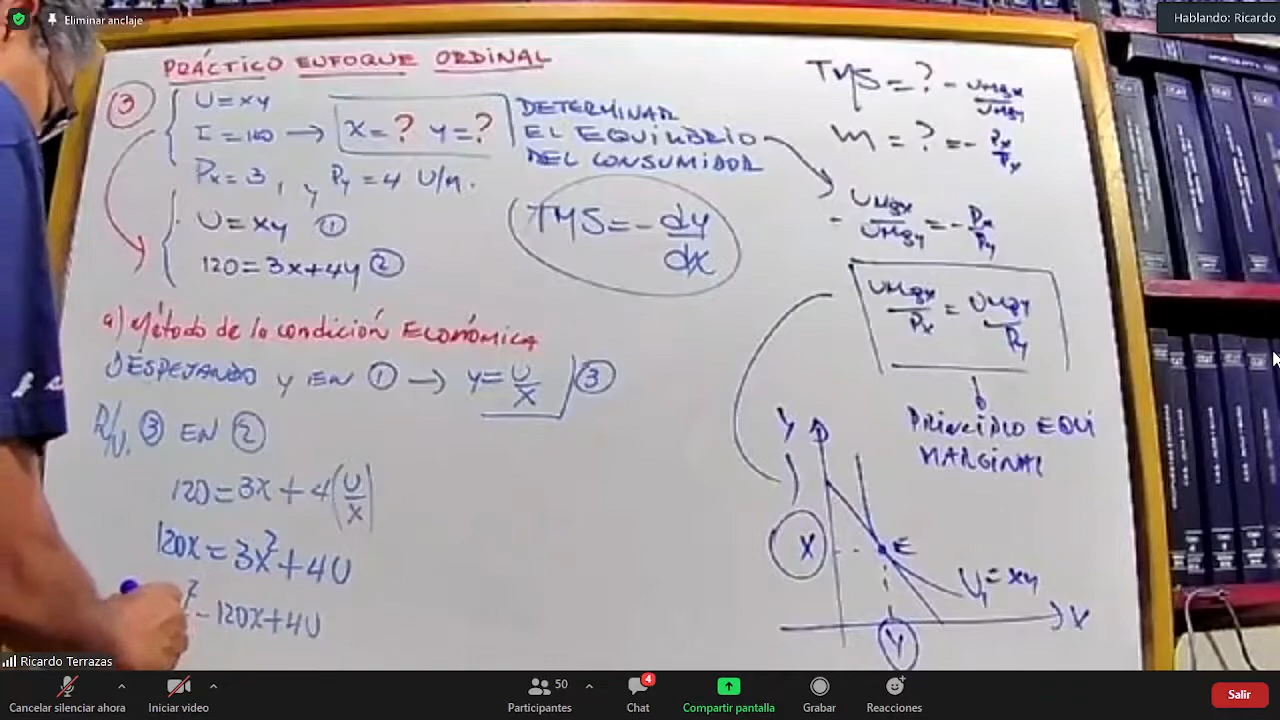 Eliminar anclaje
Hablando: Ricardo
PRÁCTICO ENFOQUE ORDINAL
③ U = xy
I = 160 → X = ? Y = ?
Px = 3, y Py = 4 U/M.
DETERMINAR
EL EQUILIBRIO
DEL CONSUMIDOR
U = xy ①
120 = 3x + 4y ②
TMS = - dy/dx
a) Método de la condición ECONÓMICA
DESPEJANDO y EN ① → y = U/X ③
R/N. ③ EN ②
120 = 3x + 4(U/X)
120x = 3x² + 4U
² - 120x + 4U
TMS = ? - UMgx/UMgy
m = ? = - Px/Py
- UMgx/UMgy = - Px/Py
UMgx/Px = UMgy/Py
PRINCIPIO EQUI
MARGINAL
Y
X
E
U₁ = xy
X
Y
Ricardo Terrazas
Cancelar silenciar ahora
Iniciar video
50
Participantes
4
Chat
Compartir pantalla
Grabar
Reacciones
Salir